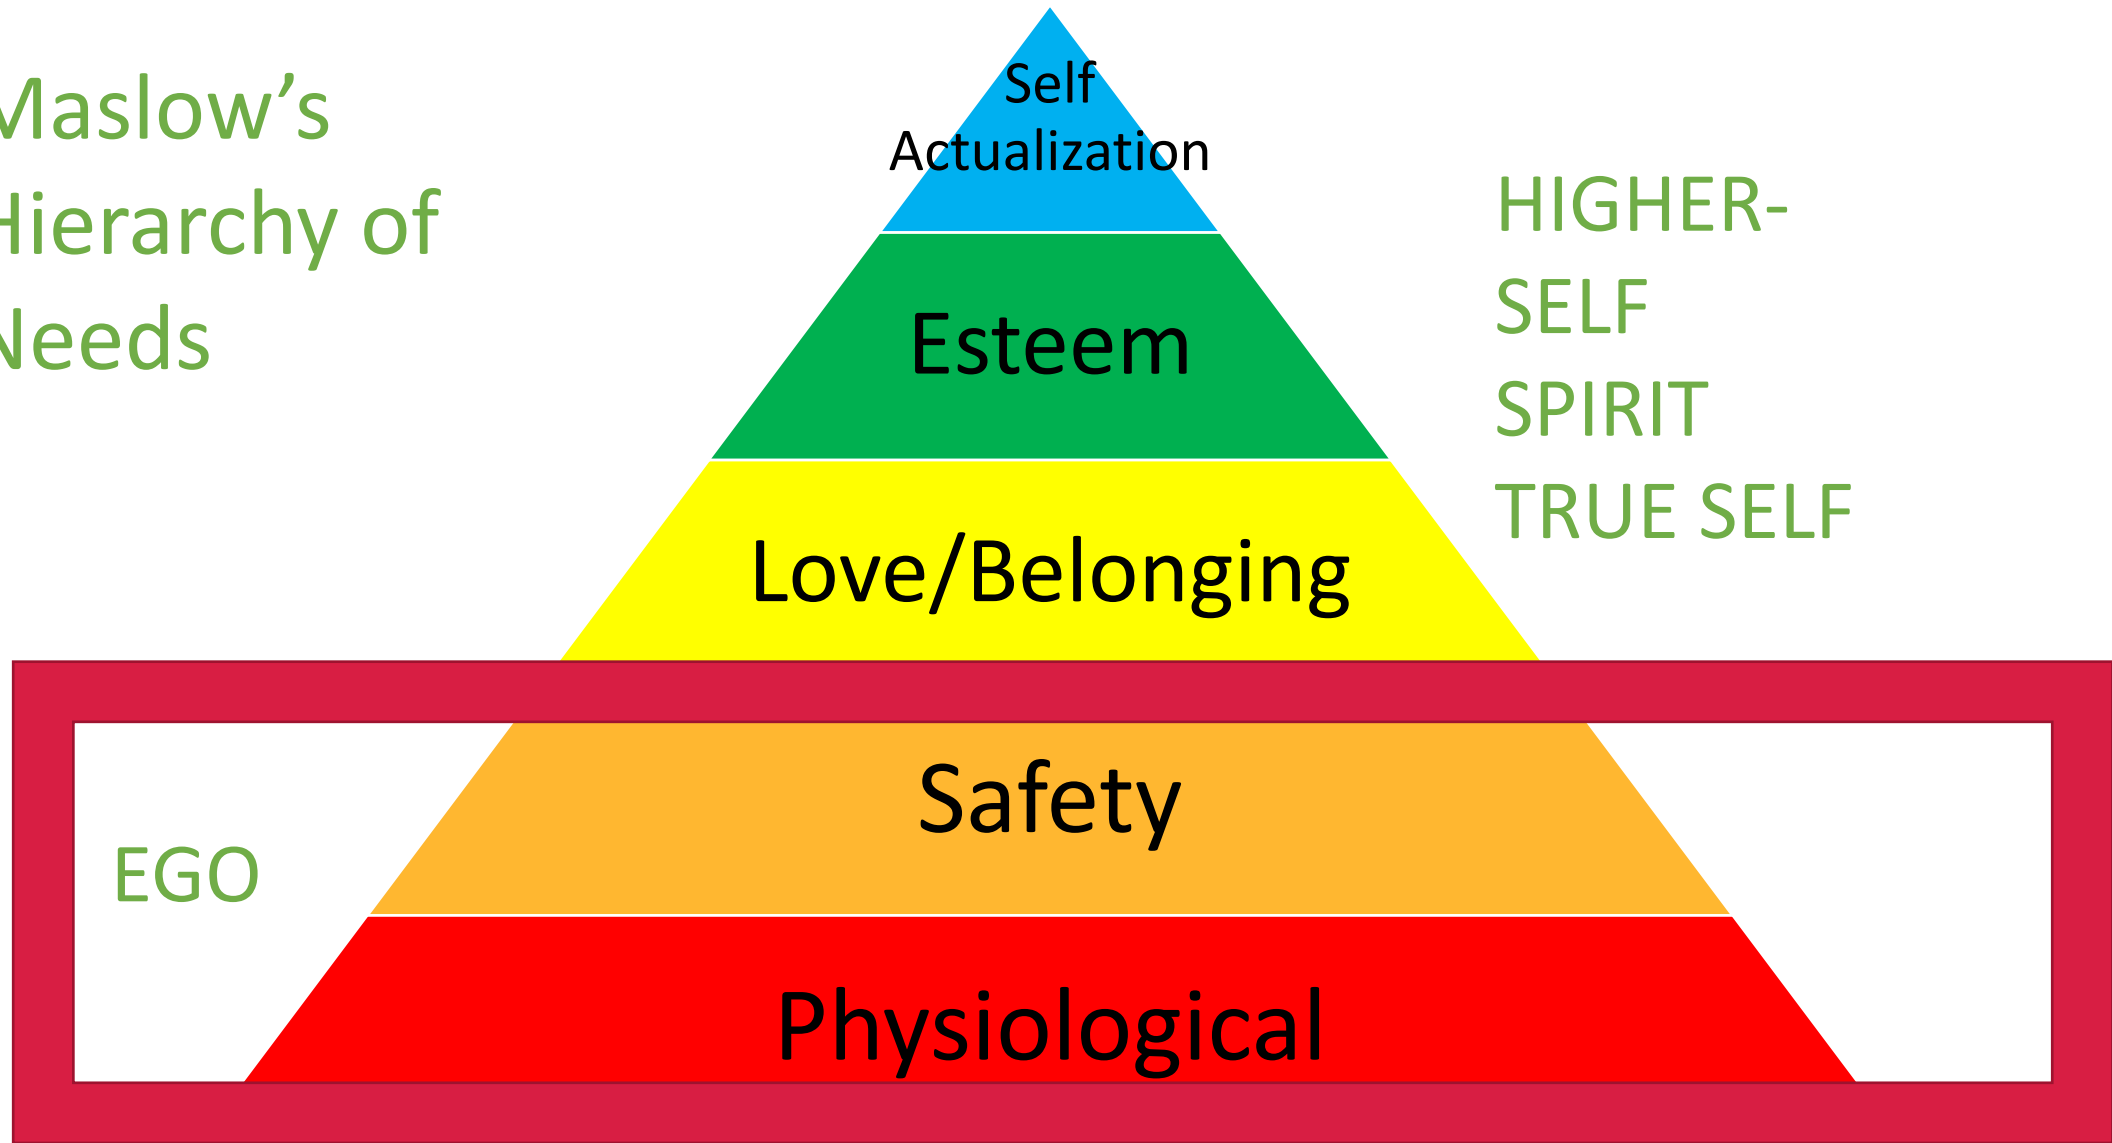 Maslow’s
Hierarchy of
Needs
Self
Actualization
HIGHER-
SELF
SPIRIT
TRUE SELF
Esteem
Love/Belonging
Safety
EGO
Physiological